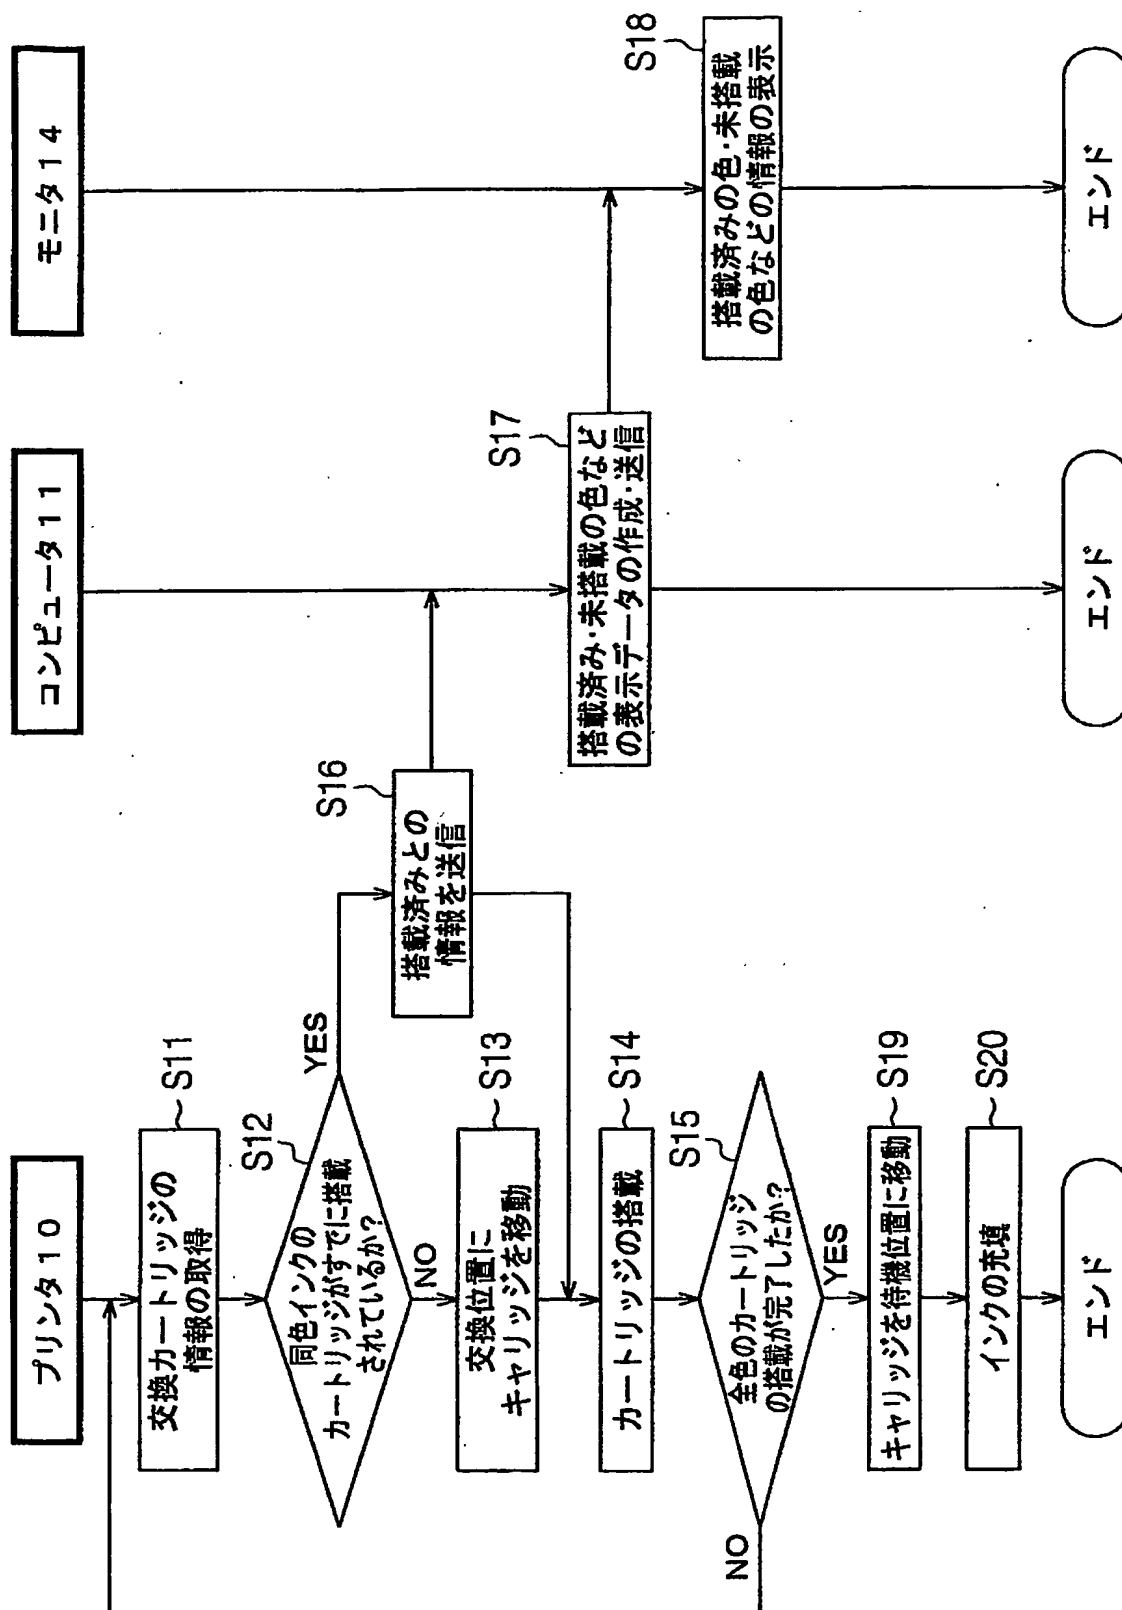 プリンタ10
コンピュータ11
モニタ14
S11
交換カートリッジの
情報の取得
S12
同色インクの
カートリッジがすでに搭載
されているか?
YES
NO
S16
搭載済みとの
情報を送信
S13
交換位置に
キャリッジを移動
S17
搭載済み・未搭載の色など
の表示データの作成・送信
S14
カートリッジの搭載
S18
搭載済みの色・未搭載
の色などの情報の表示
S15
全色のカートリッジ
の搭載が完了したか?
NO
YES
S19
キャリッジを待機位置に移動
S20
インクの充填
エンド
エンド
エンド